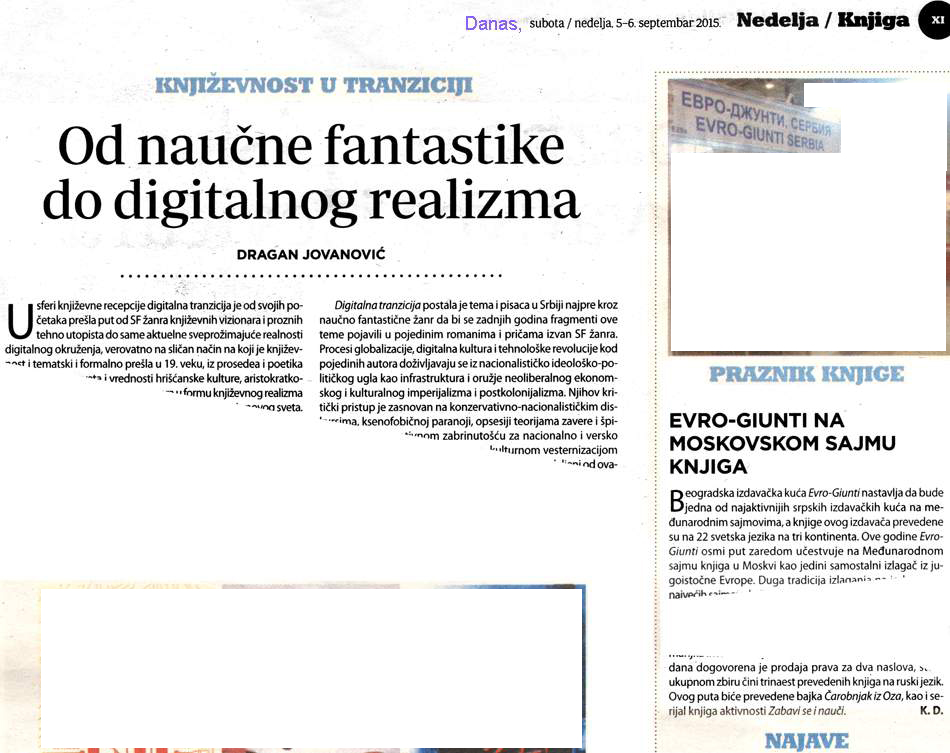 Danas, subota / nedelja, 5–6. septembar 2015. Nedelja / Knjiga XI
KNJIŽEVNOST U TRANZICIJI
Od naučne fantastike
do digitalnog realizma
DRAGAN JOVANOVIĆ
U sferi književne recepcije digitalna tranzicija je od svojih po-
četaka prešla put od SF žanra književnih vizionara i proznih
tehno utopista do same aktuelne sveprožimajuće realnosti
digitalnog okruženja, verovatno na sličan način na koji je književ-
nost i tematski i formalno prešla u 19. veku, iz prosedea i poetika
i vrednosti hrišćanske kulture, aristokratsko-
u formu književnog realizma
novog sveta.
Digitalna tranzicija postala je tema i pisaca u Srbiji najpre kroz
naučno fantastične žanr da bi se zadnjih godina fragmenti ove
teme pojavili u pojedinim romanima i pričama izvan SF žanra.
Procesi globalizacije, digitalna kultura i tehnološke revolucije kod
pojedinih autora doživljavaju se iz nacionalističko ideološko-po-
litičkog ugla kao infrastruktura i oružje neoliberalnog ekonom-
skog i kulturalnog imperijalizma i postkolonijalizma. Njihov kri-
tički pristup je zasnovan na konzervativno-nacionalističkim dis-
kursima, ksenofobičnoj paranoji, opsesiji teorijama zavere i špi-
zabrinutošću za nacionalno i versko
kulturnom vesternizacijom
od ova-
ЕВРО-ДЖУНТИ, СЕРБИЯ
EVRO-GIUNTI SERBIA
PRAZNIK KNJIGE
EVRO-GIUNTI NA
MOSKOVSKOM SAJMU
KNJIGA
Beogradska izdavačka kuća Evro-Giunti nastavlja da bude
jedna od najaktivnijih srpskih izdavačkih kuća na me-
đunarodnim sajmovima, a knjige ovog izdavača prevedene
su na 22 svetska jezika na tri kontinenta. Ove godine Evro-
Giunti osmi put zaredom učestvuje na Međunarodnom
sajmu knjiga u Moskvi kao jedini samostalni izlagač iz ju-
goistočne Evrope. Duga tradicija izlaganja
najvećih
dana dogovorena je prodaja prava za dva naslova,
ukupnom zbiru čini trinaest prevedenih knjiga na ruski jezik.
Ovog puta biće prevedene bajka Čarobnjak iz Oza, kao i se-
rijal knjiga aktivnosti Zabavi se i nauči. K. D.
NAJAVE